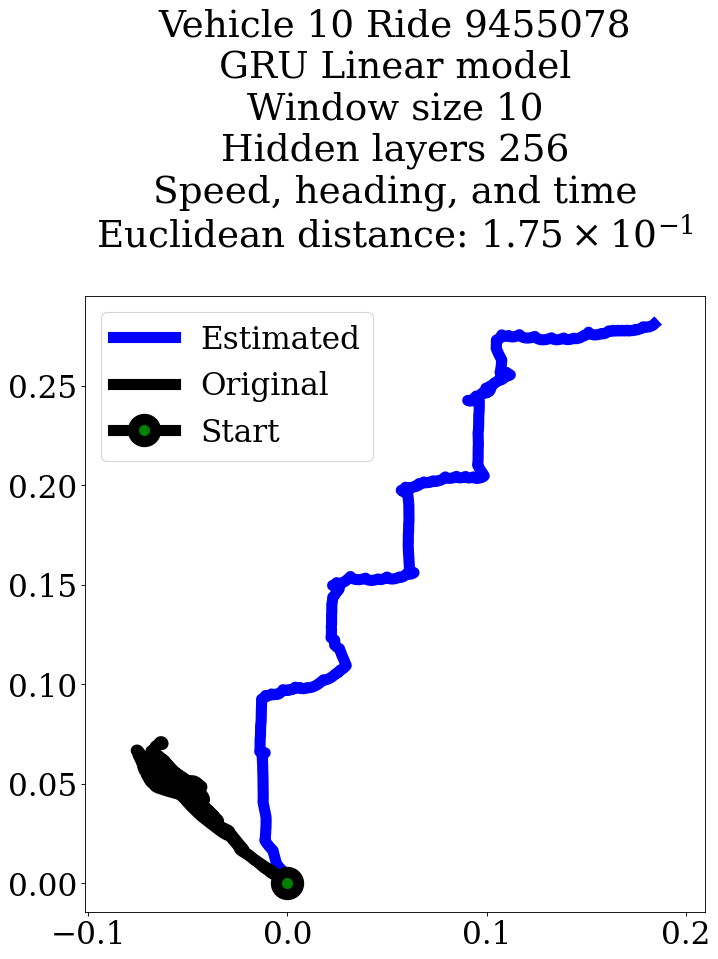 Vehicle 10 Ride 9455078
GRU Linear model
Window size 10
Hidden layers 256
Speed, heading, and time
Euclidean distance: 1.75 × 10⁻¹
Estimated
Original
Start
0.25
0.20
0.15
0.10
0.05
0.00
−0.1
0.0
0.1
0.2